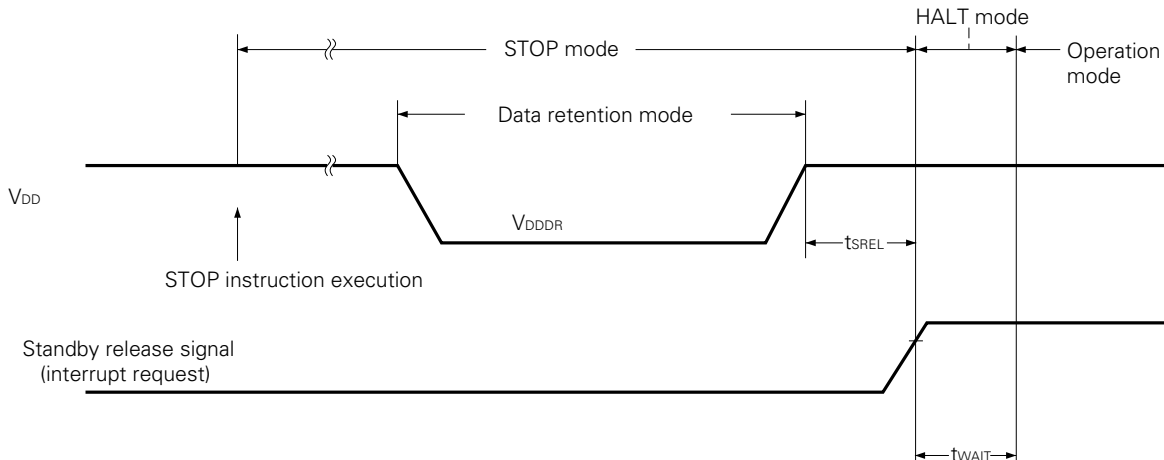 HALT mode
STOP mode
Operation
mode
Data retention mode
VDD
VDDDR
tSREL
STOP instruction execution
Standby release signal
(interrupt request)
tWAIT